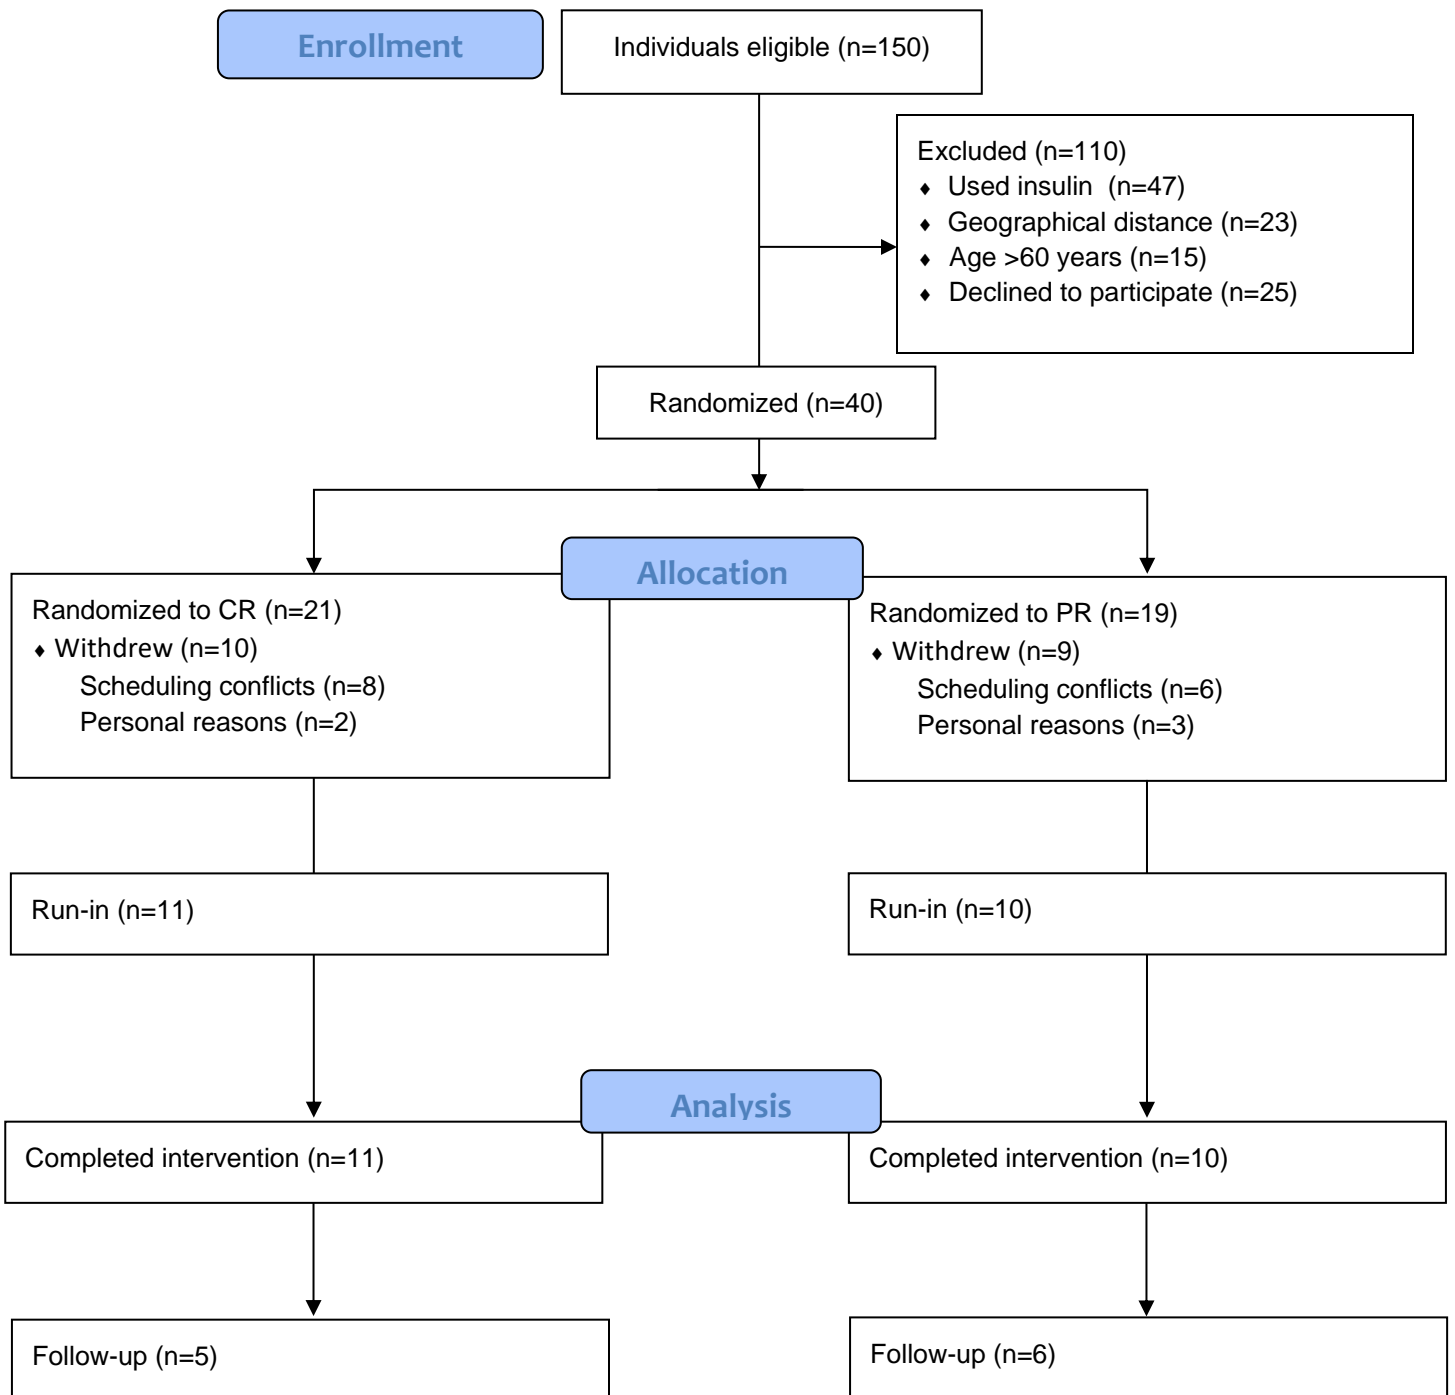 Enrollment
Individuals eligible (n=150)
Excluded (n=110)
♦ Used insulin  (n=47)
♦ Geographical distance (n=23)
♦ Age >60 years (n=15)
♦ Declined to participate (n=25)
Randomized (n=40)
Allocation
Randomized to CR (n=21)
♦ Withdrew (n=10)
Scheduling conflicts (n=8)
Personal reasons (n=2)
Randomized to PR (n=19)
♦ Withdrew (n=9)
Scheduling conflicts (n=6)
Personal reasons (n=3)
Run-in (n=11)
Run-in (n=10)
Analysis
Completed intervention (n=11)
Completed intervention (n=10)
Follow-up (n=5)
Follow-up (n=6)